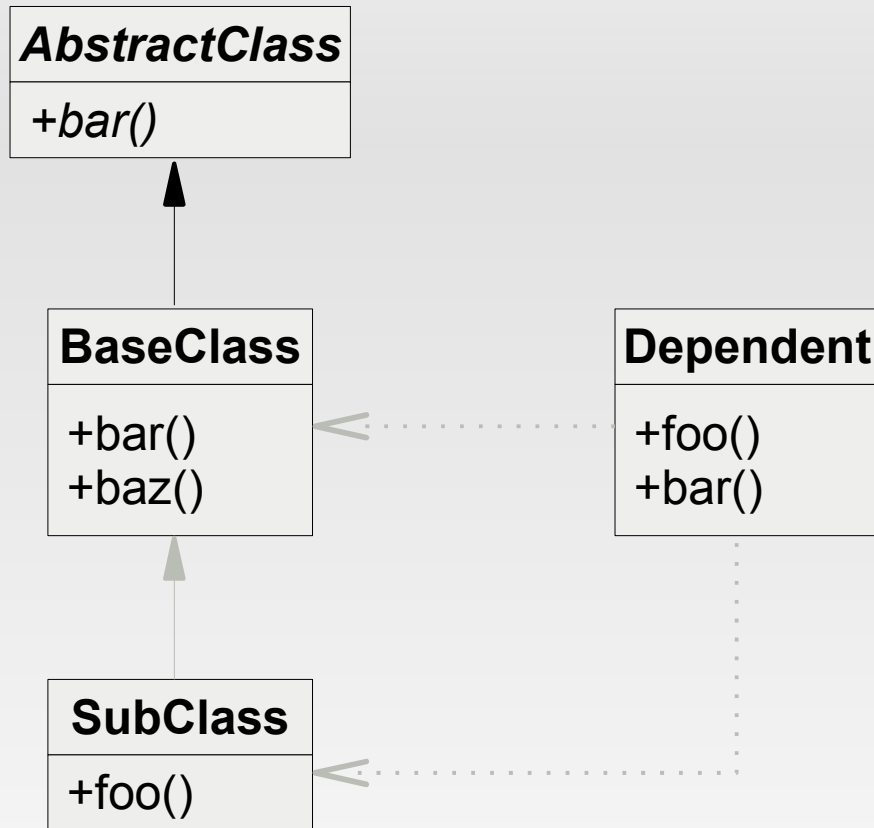 AbstractClass
+bar()
BaseClass
+bar()
+baz()
Dependent
+foo()
+bar()
SubClass
+foo()